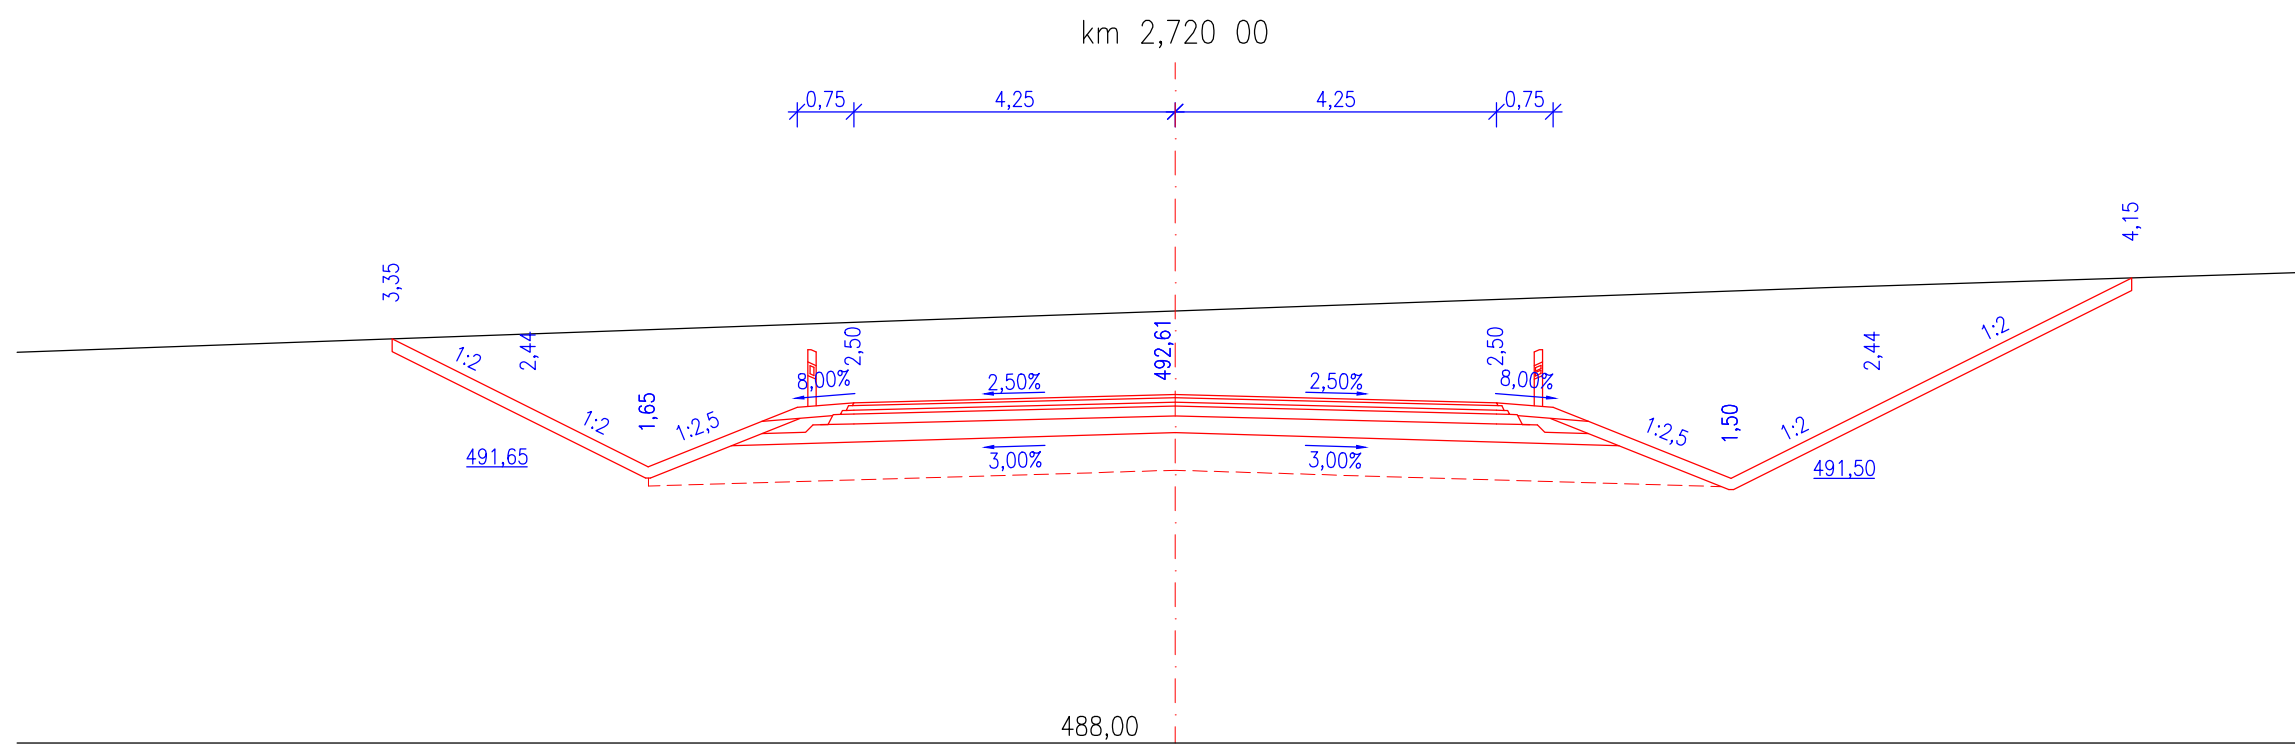 km 2,720 00
0,75 4,25 4,25 0,75
4,15
3,35
2,44 2,50 492,61 2,50 2,44
1:2 1:2
8,00% 2,50% 2,50% 8,00%
1:2 1,65 1:2,5 1:2,5 1,50 1:2
491,65 3,00% 3,00% 491,50
488,00